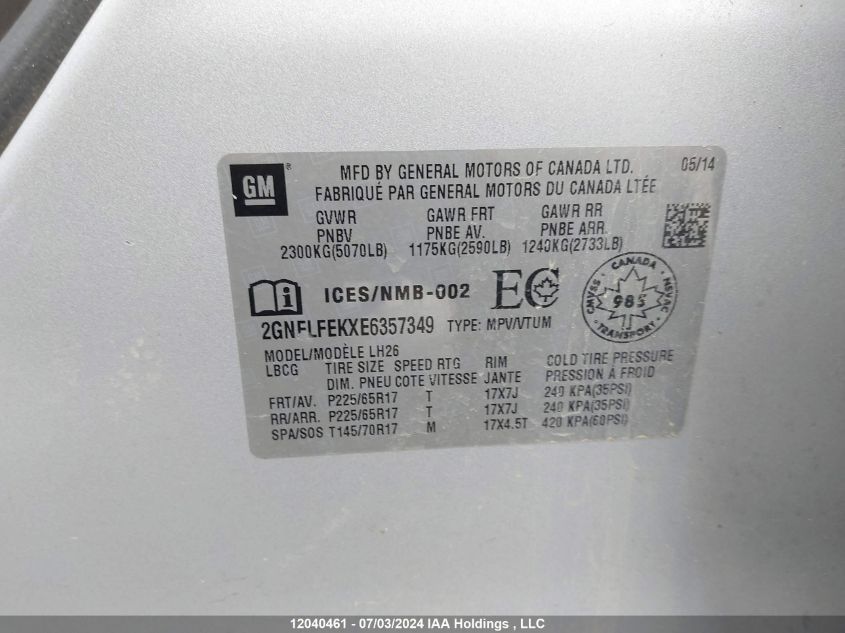 GM ®
MFD BY GENERAL MOTORS OF CANADA LTD. 05/14
FABRIQUÉ PAR GENERAL MOTORS DU CANADA LTÉE
GVWR GAWR FRT GAWR RR
PNBV PNBE AV. PNBE ARR.
2300KG(5070LB) 1175KG(2590LB) 1240KG(2733LB)
i ICES/NMB-002 EC
CANADA
CMVSS 985 NSVAC
TRANSPORT
2GNFLFEKXE6357349 TYPE: MPV/VTUM
MODEL/MODÈLE LH26
LBCG TIRE SIZE SPEED RTG RIM COLD TIRE PRESSURE
DIM. PNEU COTE VITESSE JANTE PRESSION À FROID
FRT/AV. P225/65R17 T 17X7J 240 KPA(35PSI)
RR/ARR. P225/65R17 T 17X7J 240 KPA(35PSI)
SPA/SOS T145/70R17 M 17X4.5T 420 KPA(60PSI)
12040461 - 07/03/2024 IAA Holdings , LLC